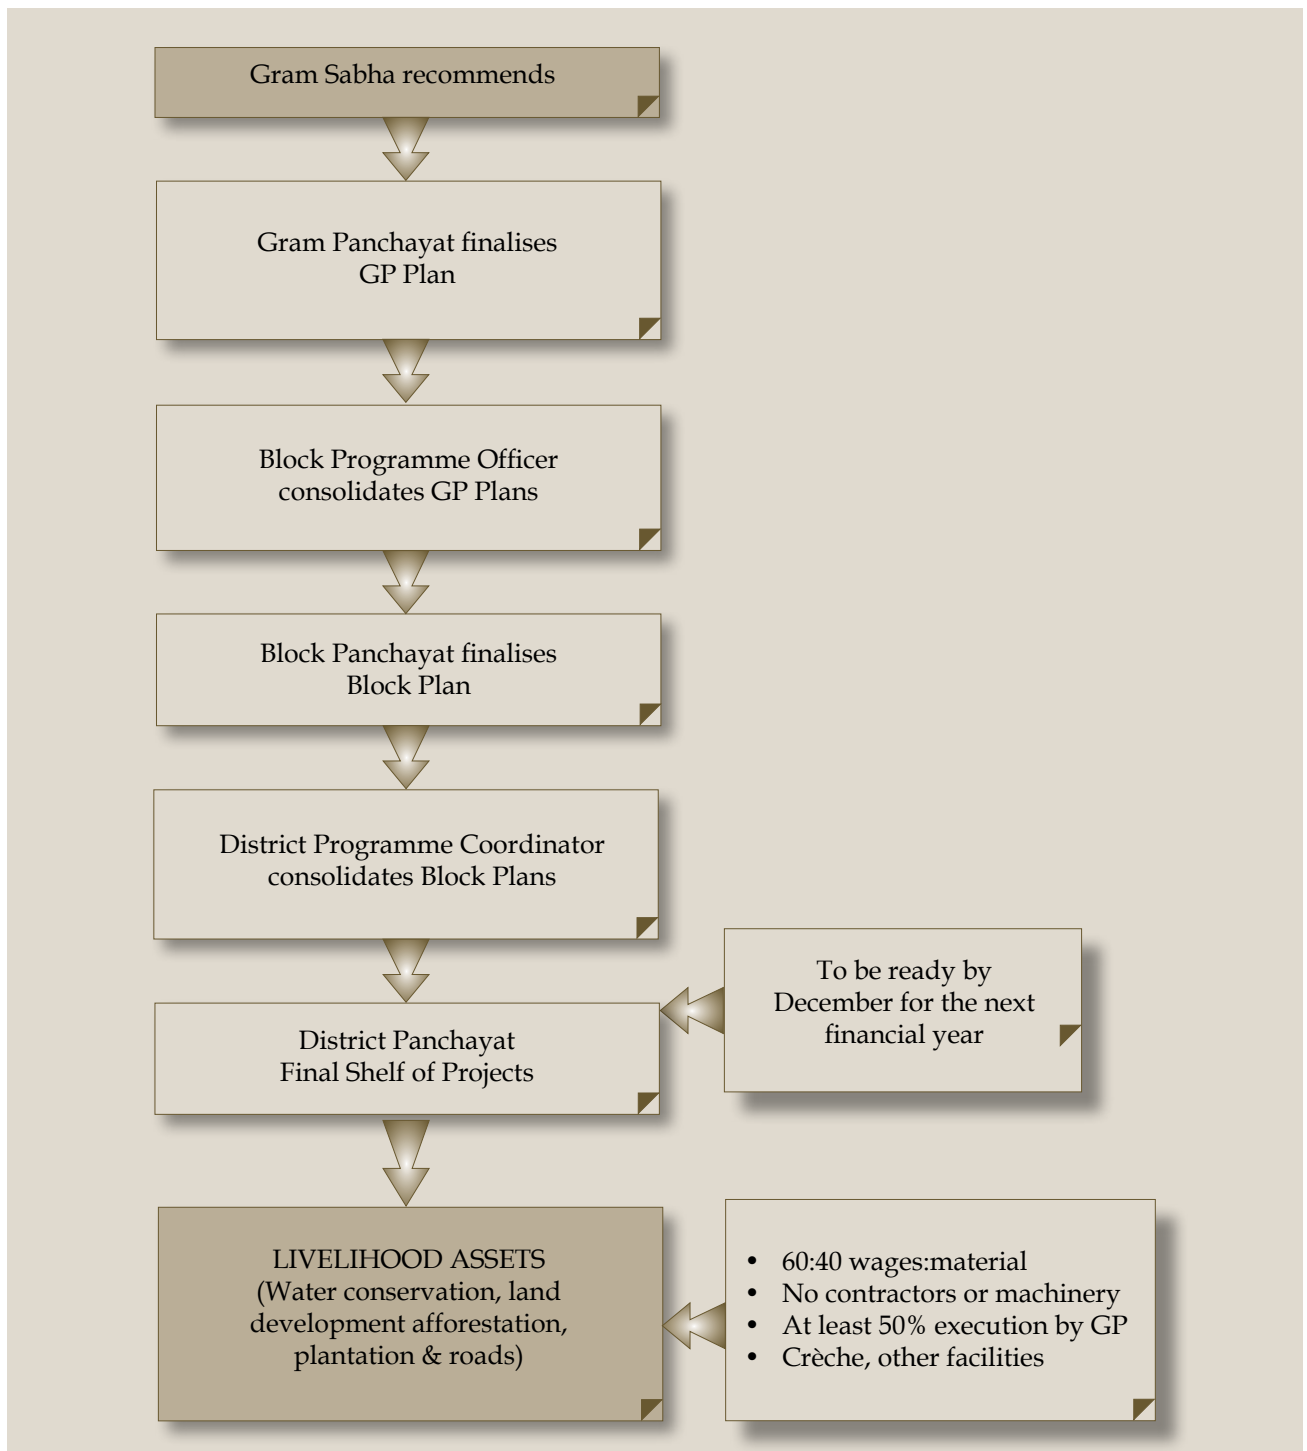 Gram Sabha recommends
Gram Panchayat finalises
GP Plan
Block Programme Officer
consolidates GP Plans
Block Panchayat finalises
Block Plan
District Programme Coordinator
consolidates Block Plans
To be ready by
December for the next
financial year
District Panchayat
Final Shelf of Projects
LIVELIHOOD ASSETS
(Water conservation, land
development afforestation,
plantation & roads)
• 60:40 wages:material
• No contractors or machinery
• At least 50% execution by GP
• Crèche, other facilities